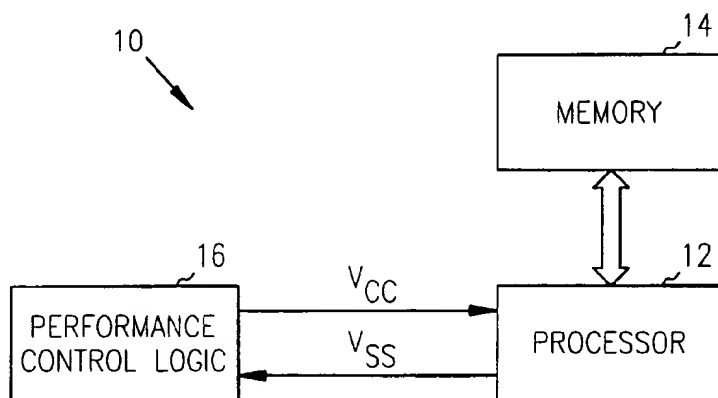 10
14
MEMORY
16
12
VCC
PERFORMANCE
CONTROL LOGIC
VSS
PROCESSOR